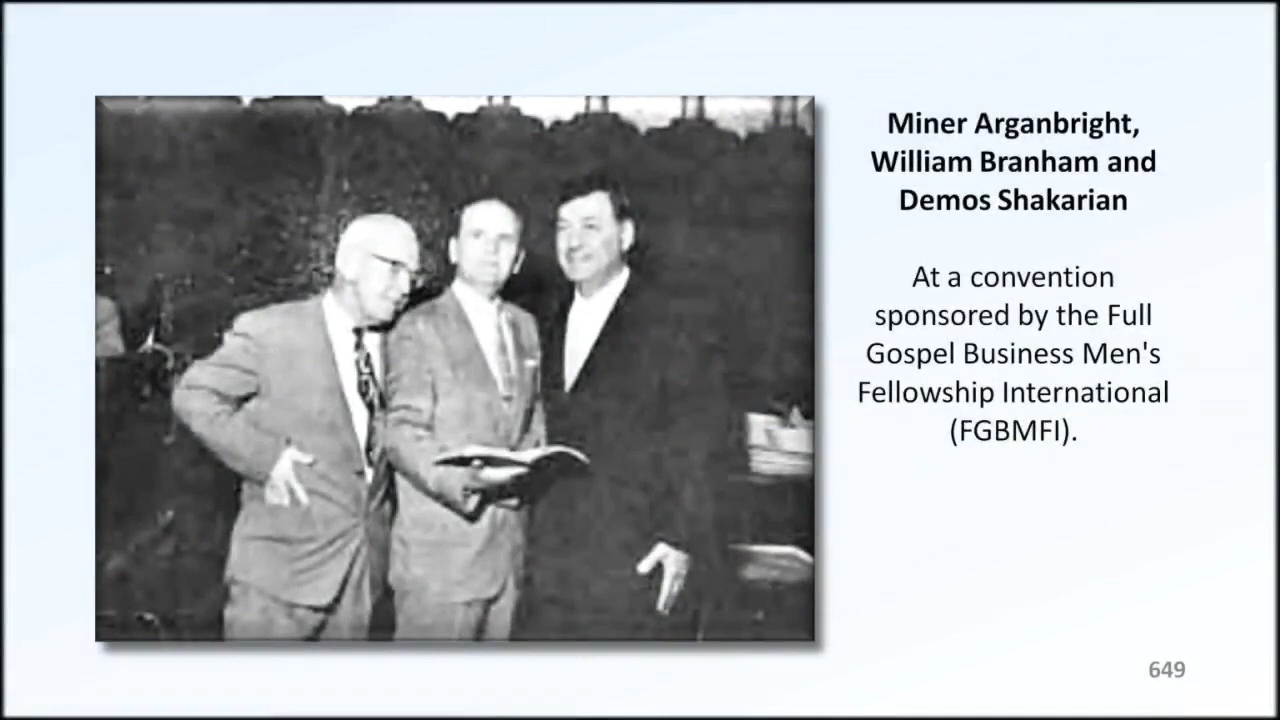 Miner Arganbright,
William Branham and
Demos Shakarian
At a convention
sponsored by the Full
Gospel Business Men's
Fellowship International
(FGBMFI).
649